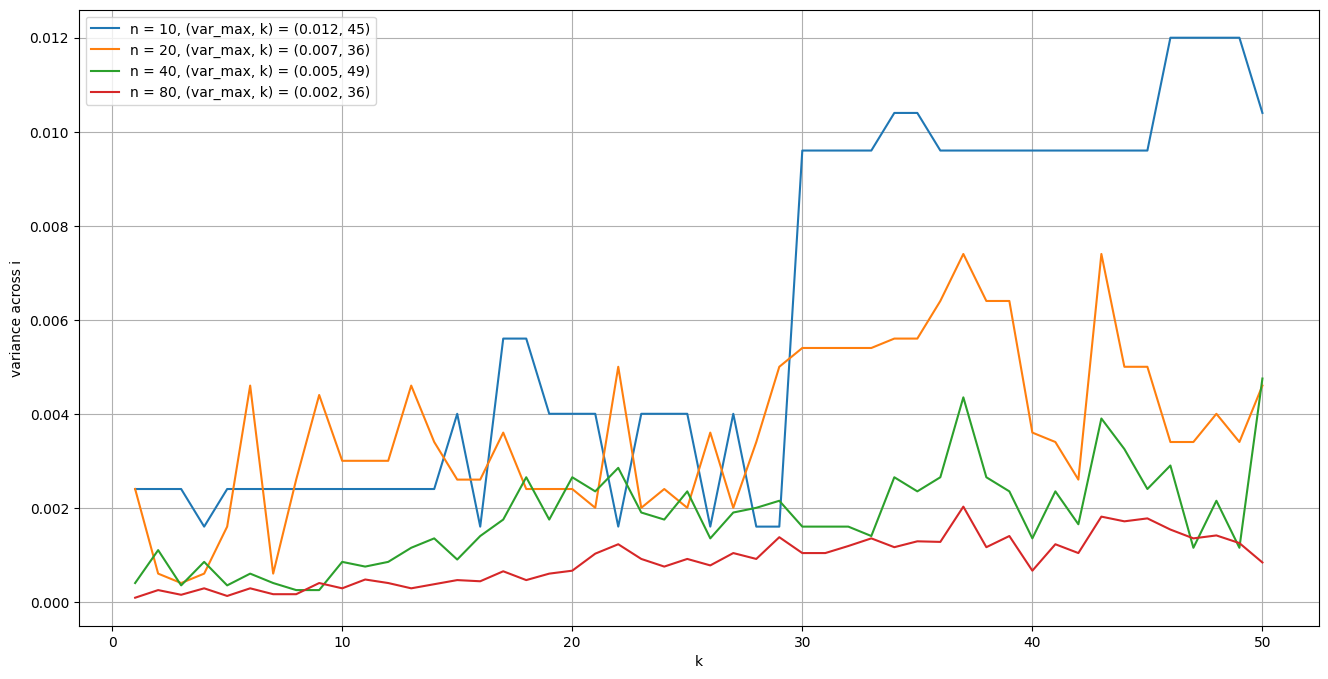 n = 10, (var_max, k) = (0.012, 45)
n = 20, (var_max, k) = (0.007, 36)
n = 40, (var_max, k) = (0.005, 49)
n = 80, (var_max, k) = (0.002, 36)
0.012
0.010
0.008
0.006
0.004
0.002
0.000
variance across i
0 10 20 30 40 50
k